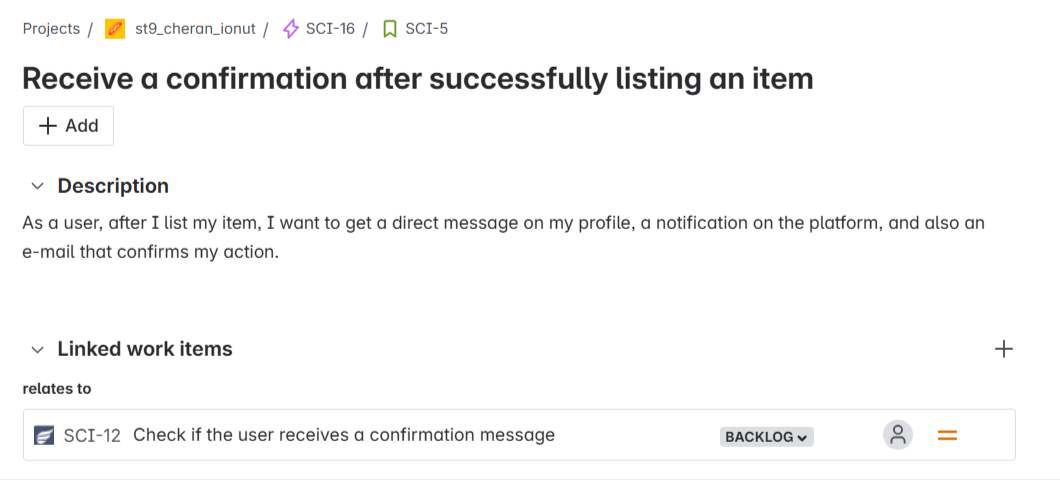 Projects / st9_cheran_ionut / SCI-16 / SCI-5
Receive a confirmation after successfully listing an item
Add
Description
As a user, after I list my item, I want to get a direct message on my profile, a notification on the platform, and also an
e-mail that confirms my action.
Linked work items
relates to
SCI-12 Check if the user receives a confirmation message BACKLOG